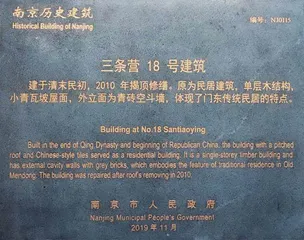 南京历史建筑
Historical Building of Nanjing
编号：N30115
三条营 18 号建筑
建于清末民初，2010 年揭顶修缮。原为民居建筑，单层木结构，
小青瓦坡屋面，外立面为青砖空斗墙，体现了门东传统民居的特点。
Building at No.18 Santiaoying
Built in the end of Qing Dynasty and beginning of Republican China, the building with a pitched
roof and Chinese-style tiles served as a residential building. It is a single-storey timber building and
has external cavity walls with grey bricks, which embodies the feature of traditional residence in Old
Mendong. The building was repaired after roof's removing in 2010.
南京市人民政府
Nanjing Municipal People's Government
2019 年 11 月